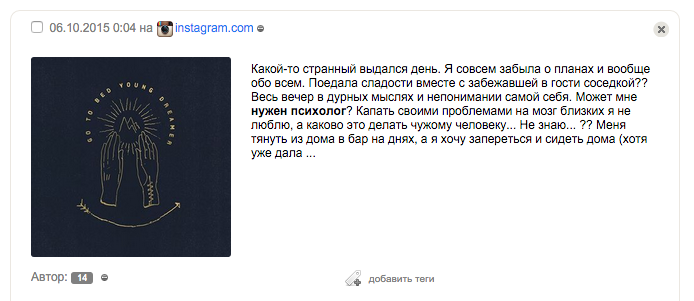 06.10.2015 0:04 на instagram.com
GO TO BED YOUNG DREAMER
Какой-то странный выдался день. Я совсем забыла о планах и вообще
обо всем. Поедала сладости вместе с забежавшей в гости соседкой??
Весь вечер в дурных мыслях и непонимании самой себя. Может мне
нужен психолог? Капать своими проблемами на мозг близких я не
люблю, а каково это делать чужому человеку... Не знаю... ?? Меня
тянуть из дома в бар на днях, а я хочу запереться и сидеть дома (хотя
уже дала ...
Автор: 14
добавить теги